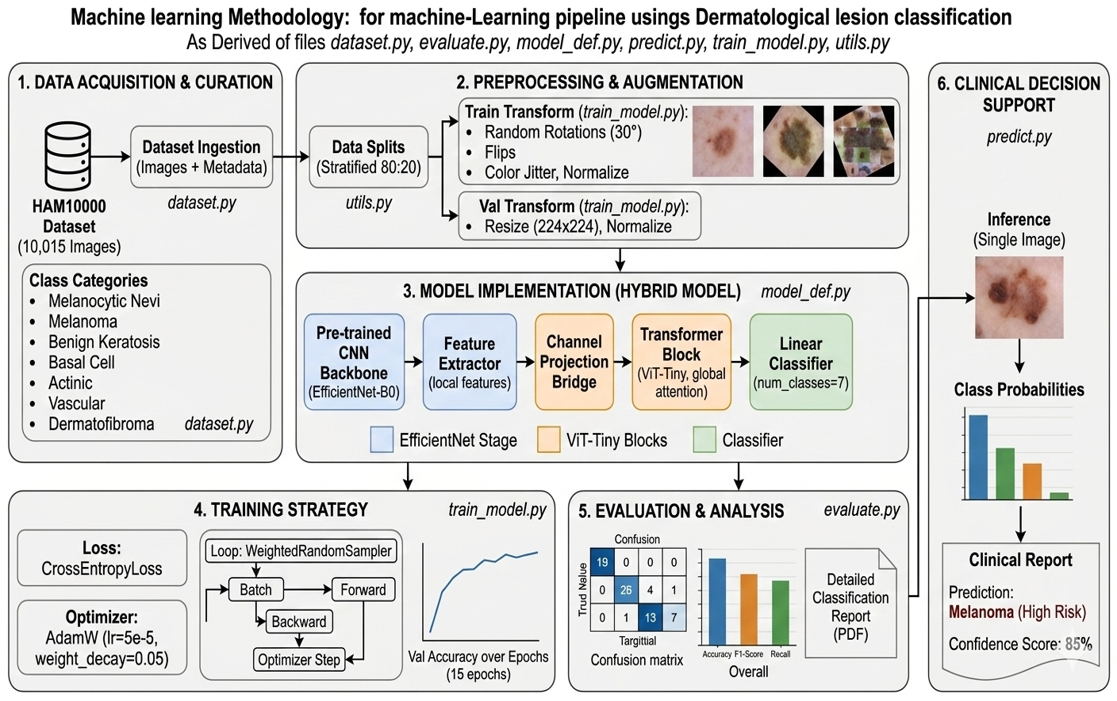 Machine learning Methodology: for machine-Learning pipeline usings Dermatological lesion classification
As Derived of files dataset.py, evaluate.py, model_def.py, predict.py, train_model.py, utils.py
1. DATA ACQUISITION & CURATION
HAM10000
Dataset
(10,015 Images)
Dataset Ingestion
(Images + Metadata)
dataset.py
Class Categories
• Melanocytic Nevi
• Melanoma
• Benign Keratosis
• Basal Cell
• Actinic
• Vascular
• Dermatofibroma
dataset.py
2. PREPROCESSING & AUGMENTATION
Data Splits
(Stratified 80:20)
utils.py
Train Transform (train_model.py):
• Random Rotations (30°)
• Flips
• Color Jitter, Normalize
Val Transform (train_model.py):
• Resize (224x224), Normalize
3. MODEL IMPLEMENTATION (HYBRID MODEL) model_def.py
Pre-trained
CNN
Backbone
(EfficientNet-B0)
Feature
Extractor
(local features)
Channel
Projection
Bridge
Transformer
Block
(ViT-Tiny, global
attention)
Linear
Classifier
(num_classes=7)
EfficientNet Stage
ViT-Tiny Blocks
Classifier
4. TRAINING STRATEGY
train_model.py
Loss:
CrossEntropyLoss
Optimizer:
AdamW (lr=5e-5,
weight_decay=0.05)
Loop: WeightedRandomSampler
Batch
Forward
Backward
Optimizer Step
Val Accuracy over Epochs
(15 epochs)
5. EVALUATION & ANALYSIS
evaluate.py
Confusion
Trud Nalue
19 0 0 0
0 26 4 1
0 1 13 7
Targittial
Confusion matrix
Accuracy F1-Score Recall
Overall
Detailed
Classification
Report
(PDF)
6. CLINICAL DECISION
SUPPORT
predict.py
Inference
(Single Image)
Class Probabilities
Clinical Report
Prediction:
Melanoma (High Risk)
Confidence Score: 85%